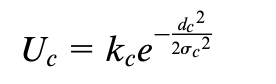 U_c = k_c e^{-\frac{d_c^2}{2\sigma_c^2}}